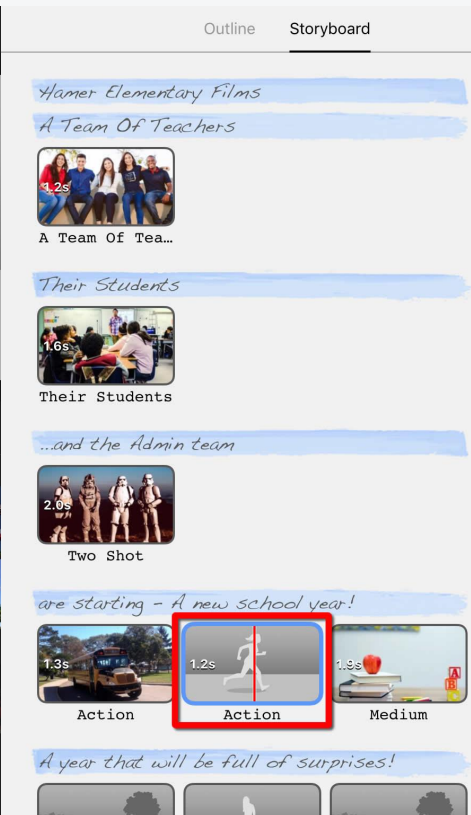 Outline Storyboard
Hamer Elementary Films
A Team Of Teachers
1.2s
A Team Of Tea…
Their Students
1.6s
Their Students
...and the Admin team
2.0s
Two Shot
are starting - A new school year!
1.3s 1.2s 1.9s
Action Action Medium
A year that will be full of surprises!